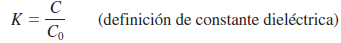 K = C / C₀ (definición de constante dieléctrica)